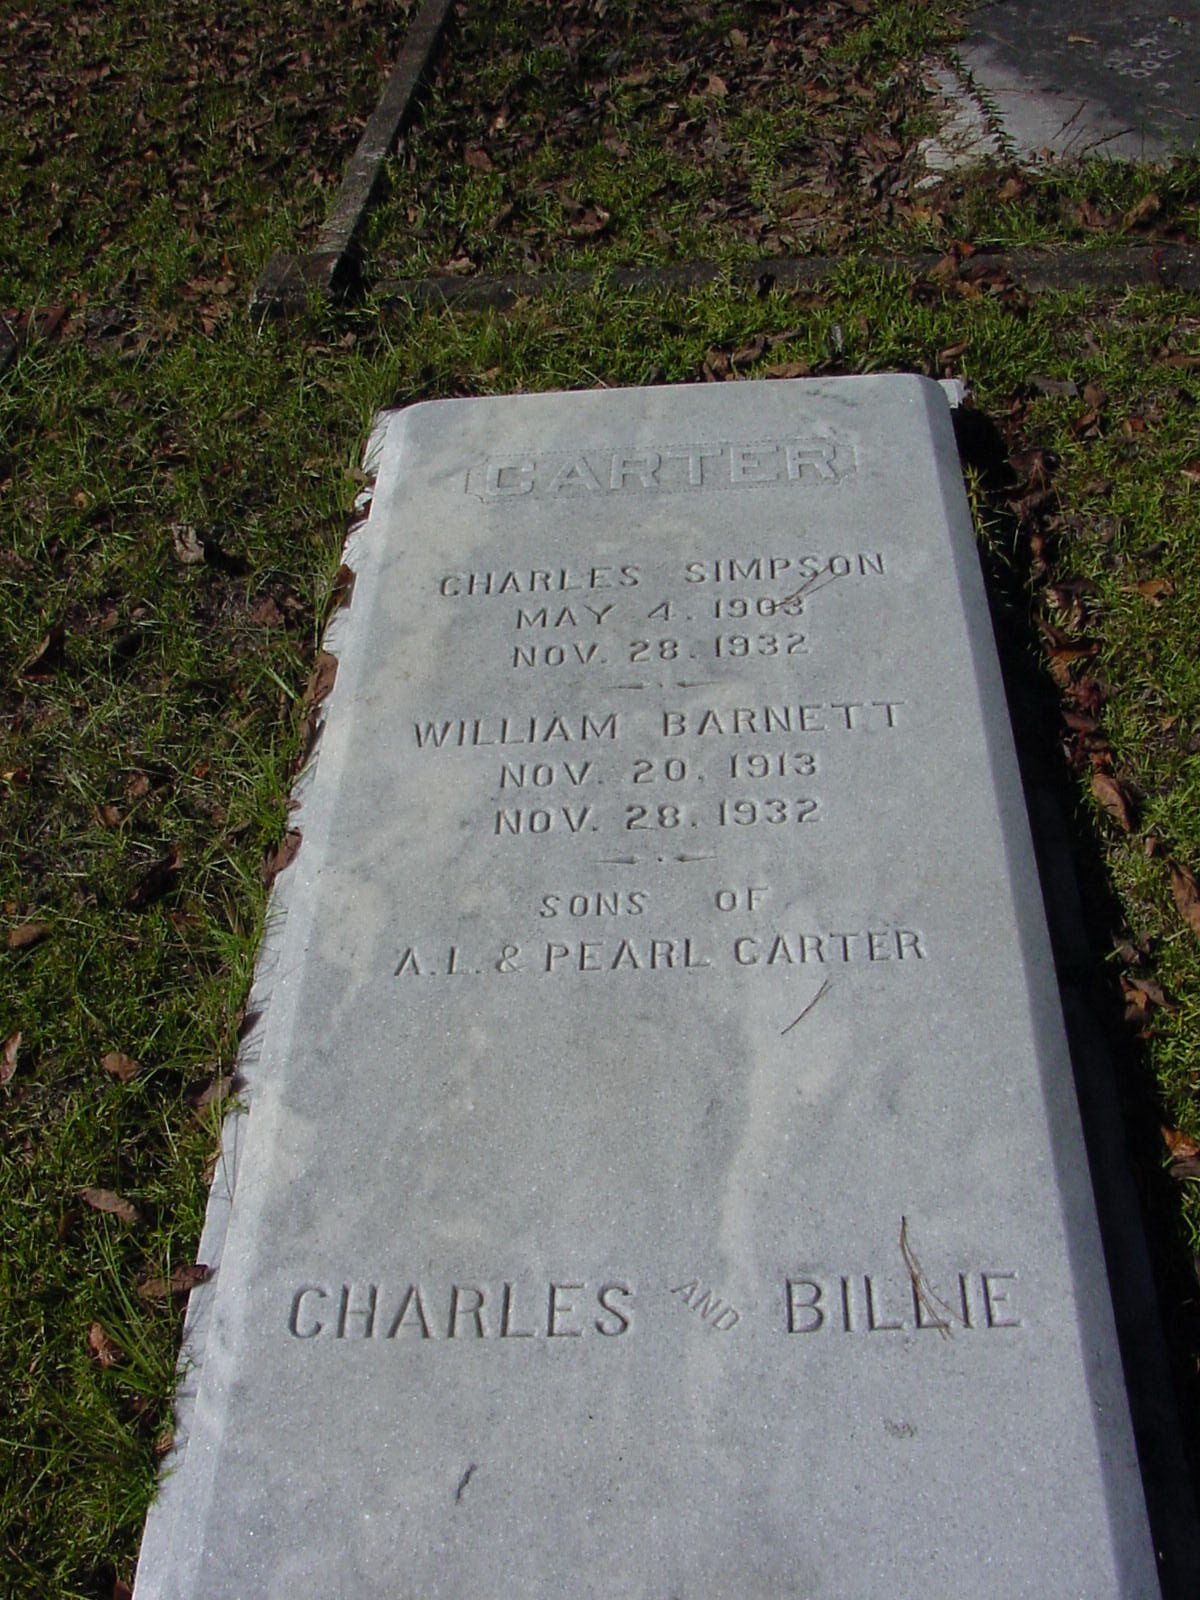 CARTER
CHARLES SIMPSON
MAY 4. 1903
NOV. 28. 1932
WILLIAM BARNETT
NOV. 20. 1913
NOV. 28. 1932
SONS OF
A.L. & PEARL CARTER
CHARLES AND BILLIE